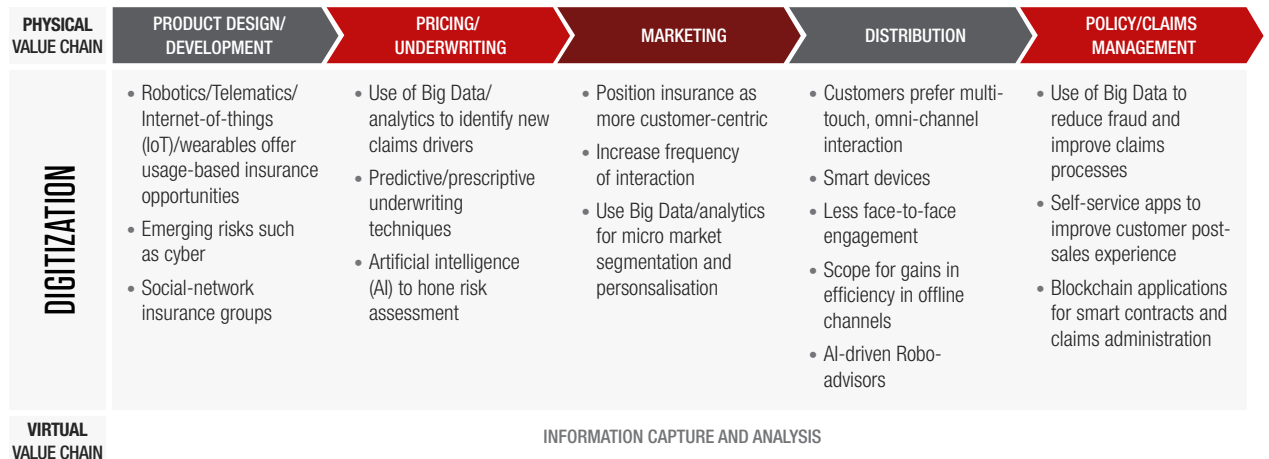 PHYSICAL
VALUE CHAIN
PRODUCT DESIGN/
DEVELOPMENT
PRICING/
UNDERWRITING
MARKETING
DISTRIBUTION
POLICY/CLAIMS
MANAGEMENT
DIGITIZATION
• Robotics/Telematics/
Internet-of-things
(IoT)/wearables offer
usage-based insurance
opportunities
• Emerging risks such
as cyber
• Social-network
insurance groups
• Use of Big Data/
analytics to identify new
claims drivers
• Predictive/prescriptive
underwriting
techniques
• Artificial intelligence
(AI) to hone risk
assessment
• Position insurance as
more customer-centric
• Increase frequency
of interaction
• Use Big Data/analytics
for micro market
segmentation and
personsalisation
• Customers prefer multi-
touch, omni-channel
interaction
• Smart devices
• Less face-to-face
engagement
• Scope for gains in
efficiency in offline
channels
• AI-driven Robo-
advisors
• Use of Big Data to
reduce fraud and
improve claims
processes
• Self-service apps to
improve customer post-
sales experience
• Blockchain applications
for smart contracts and
claims administration
VIRTUAL
VALUE CHAIN
INFORMATION CAPTURE AND ANALYSIS